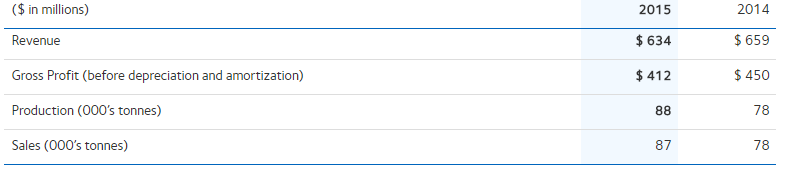 ($ in millions) 2015 2014
Revenue $ 634 $ 659
Gross Profit (before depreciation and amortization) $ 412 $ 450
Production (000's tonnes) 88 78
Sales (000's tonnes) 87 78